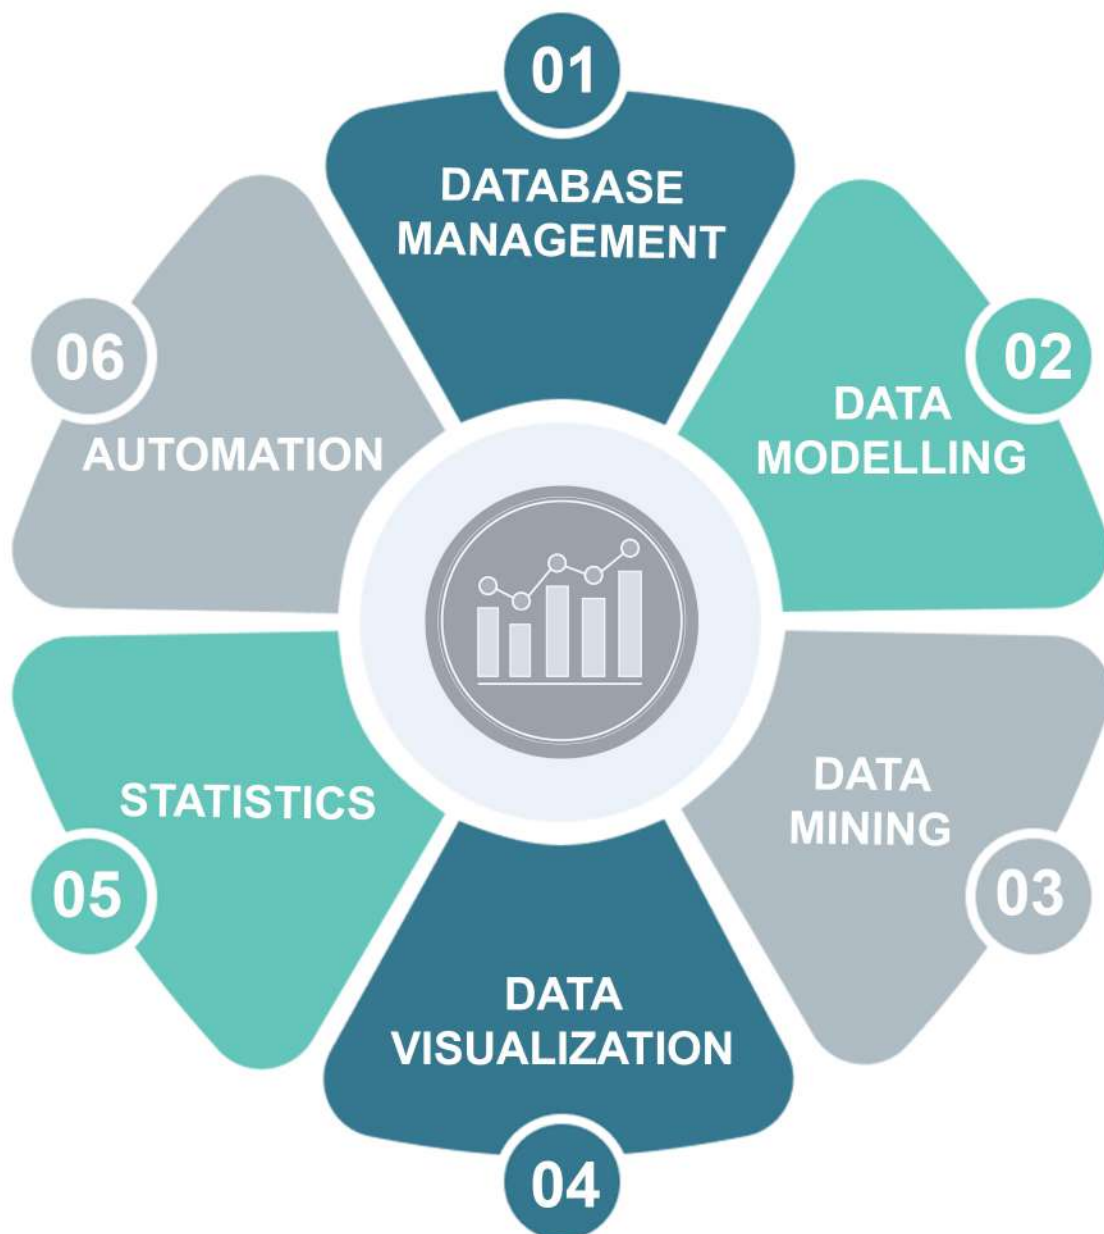 01
DATABASE
MANAGEMENT
02
DATA
MODELLING
03
DATA
MINING
04
DATA
VISUALIZATION
05
STATISTICS
06
AUTOMATION